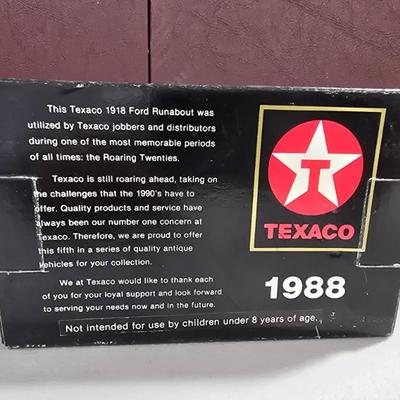 This Texaco 1918 Ford Runabout was
utilized by Texaco jobbers and distributors
during one of the most memorable periods
of all times: the Roaring Twenties.
Texaco is still roaring ahead, taking on
the challenges that the 1990's have to
offer. Quality products and service have
always been our number one concern at
Texaco. Therefore, we are proud to offer
this fifth in a series of quality antique
vehicles for your collection.
We at Texaco would like to thank each
of you for your loyal support and look forward
to serving your needs now and in the future.
T
TEXACO
1988
Not intended for use by children under 8 years of age.